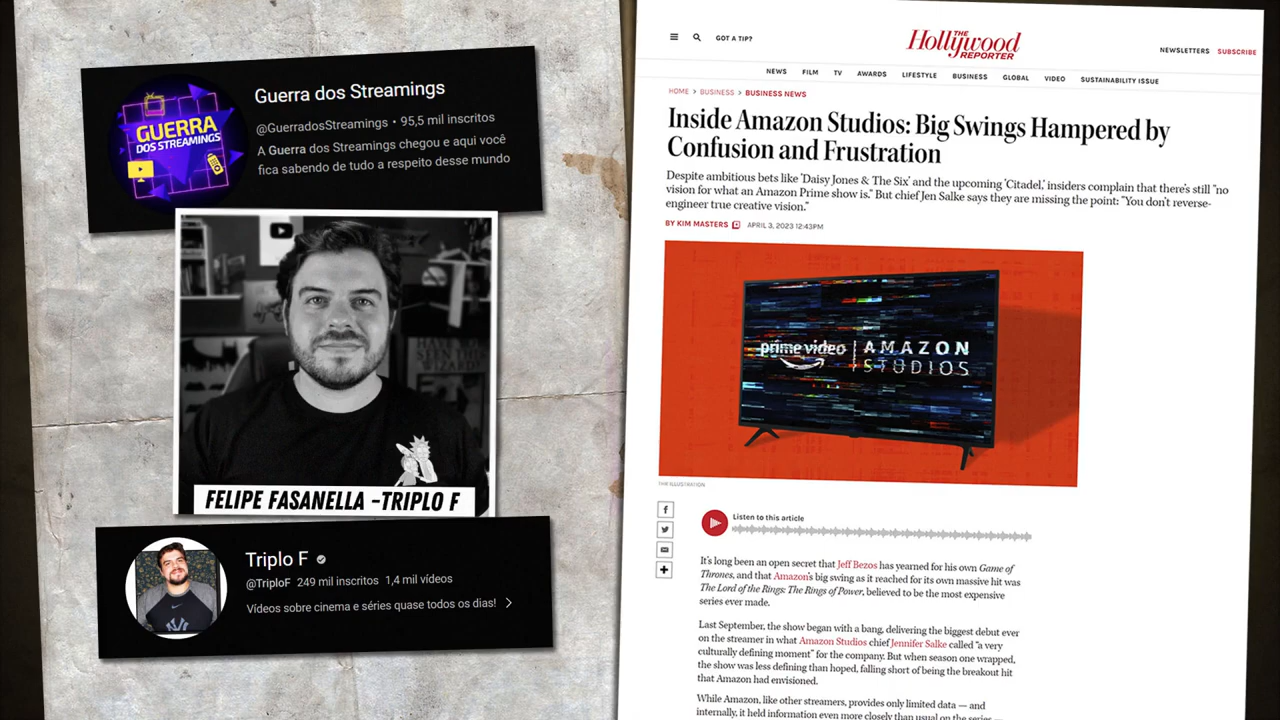 Guerra dos Streamings
@GuerradosStreamings • 95,5 mil inscritos
A Guerra dos Streamings chegou e aqui você
fica sabendo de tudo a respeito desse mundo
GUERRA
DOS STREAMINGS
FELIPE FASANELLA -TRIPLO F
Triplo F
@TriploF 249 mil inscritos 1,4 mil vídeos
Vídeos sobre cinema e séries quase todos os dias!
GOT A TIP?
THE
Hollywood
REPORTER
NEWSLETTERS SUBSCRIBE
NEWS FILM TV AWARDS LIFESTYLE BUSINESS GLOBAL VIDEO SUSTAINABILITY ISSUE
HOME > BUSINESS > BUSINESS NEWS
Inside Amazon Studios: Big Swings Hampered by
Confusion and Frustration
Despite ambitious bets like 'Daisy Jones & The Six' and the upcoming 'Citadel,' insiders complain that there's still "no
vision for what an Amazon Prime show is." But chief Jen Salke says they are missing the point: "You don't reverse-
engineer true creative vision."
BY KIM MASTERS APRIL 3, 2023 12:43PM
prime video | AMAZON
STUDIOS
THR ILLUSTRATION
Listen to this article
It's long been an open secret that Jeff Bezos has yearned for his own Game of
Thrones, and that Amazon's big swing as it reached for its own massive hit was
The Lord of the Rings: The Rings of Power, believed to be the most expensive
series ever made.
Last September, the show began with a bang, delivering the biggest debut ever
on the streamer in what Amazon Studios chief Jennifer Salke called "a very
culturally defining moment" for the company. But when season one wrapped,
the show was less defining than hoped, falling short of being the breakout hit
that Amazon had envisioned.
While Amazon, like other streamers, provides only limited data — and
internally, it held information even more closely than usual on the series —